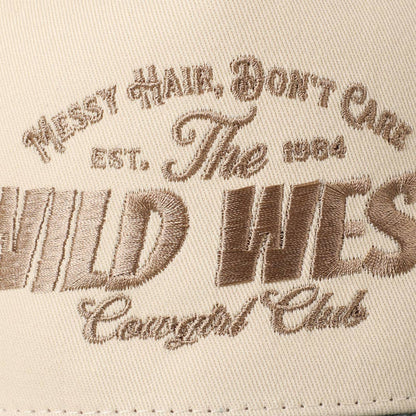 Messy Hair, Don't Care
EST. The 1984
WILD WES
Cowgirl Club